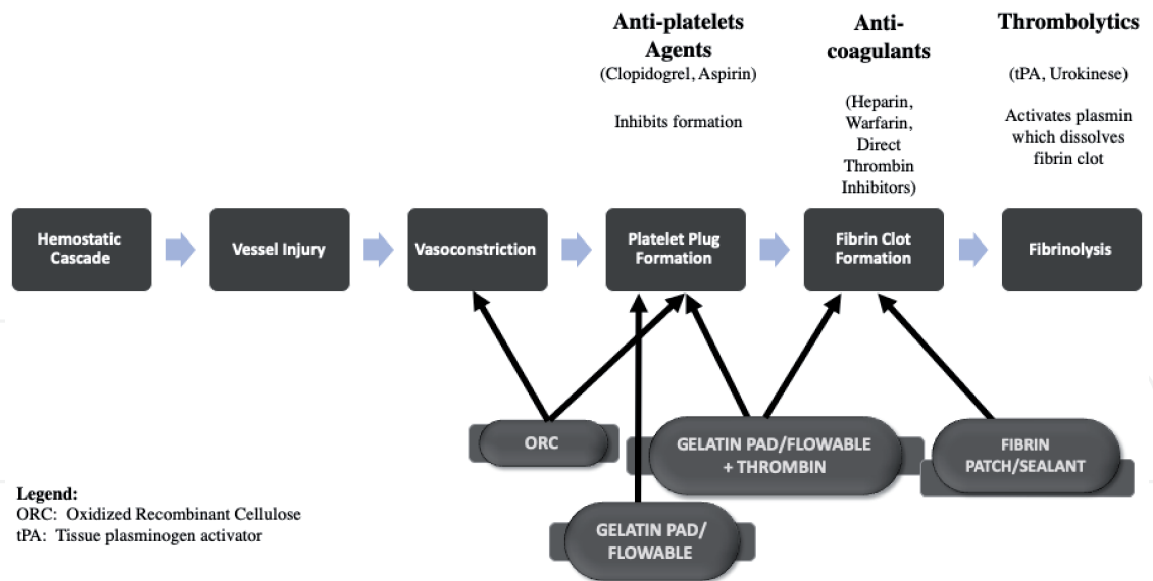 Anti-platelets
Agents
(Clopidogrel, Aspirin)
Inhibits formation
Anti-
coagulants
(Heparin,
Warfarin,
Direct
Thrombin
Inhibitors)
Thrombolytics
(tPA, Urokinese)
Activates plasmin
which dissolves
fibrin clot
Hemostatic
Cascade
Vessel Injury
Vasoconstriction
Platelet Plug
Formation
Fibrin Clot
Formation
Fibrinolysis
ORC
GELATIN PAD/FLOWABLE
+ THROMBIN
FIBRIN
PATCH/SEALANT
GELATIN PAD/
FLOWABLE
Legend:
ORC: Oxidized Recombinant Cellulose
tPA: Tissue plasminogen activator